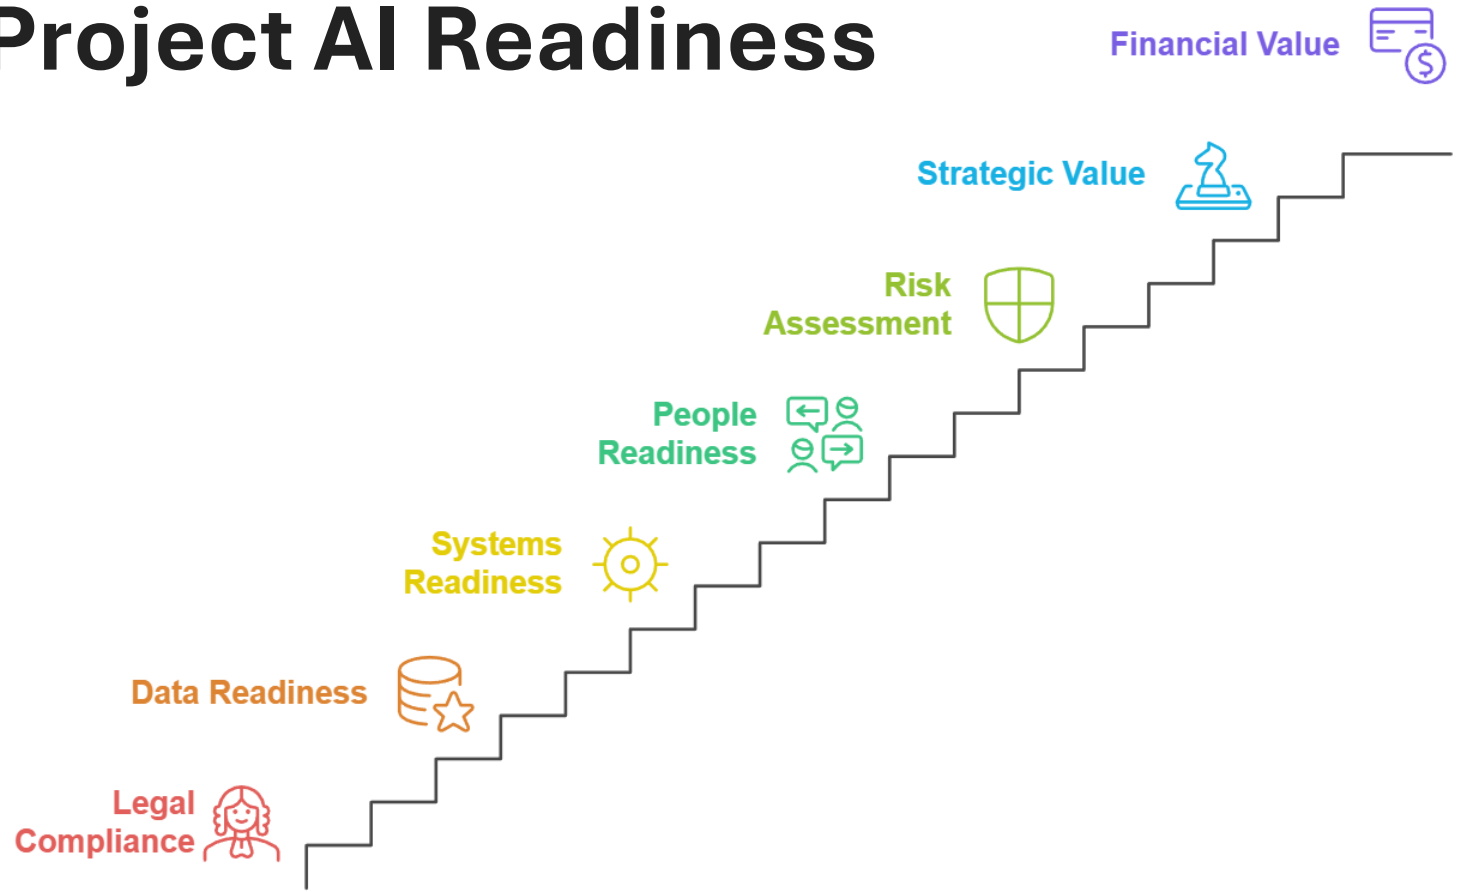 Project AI Readiness
Financial Value
$
Strategic Value
Risk
Assessment
People
Readiness
Systems
Readiness
Data Readiness
Legal
Compliance